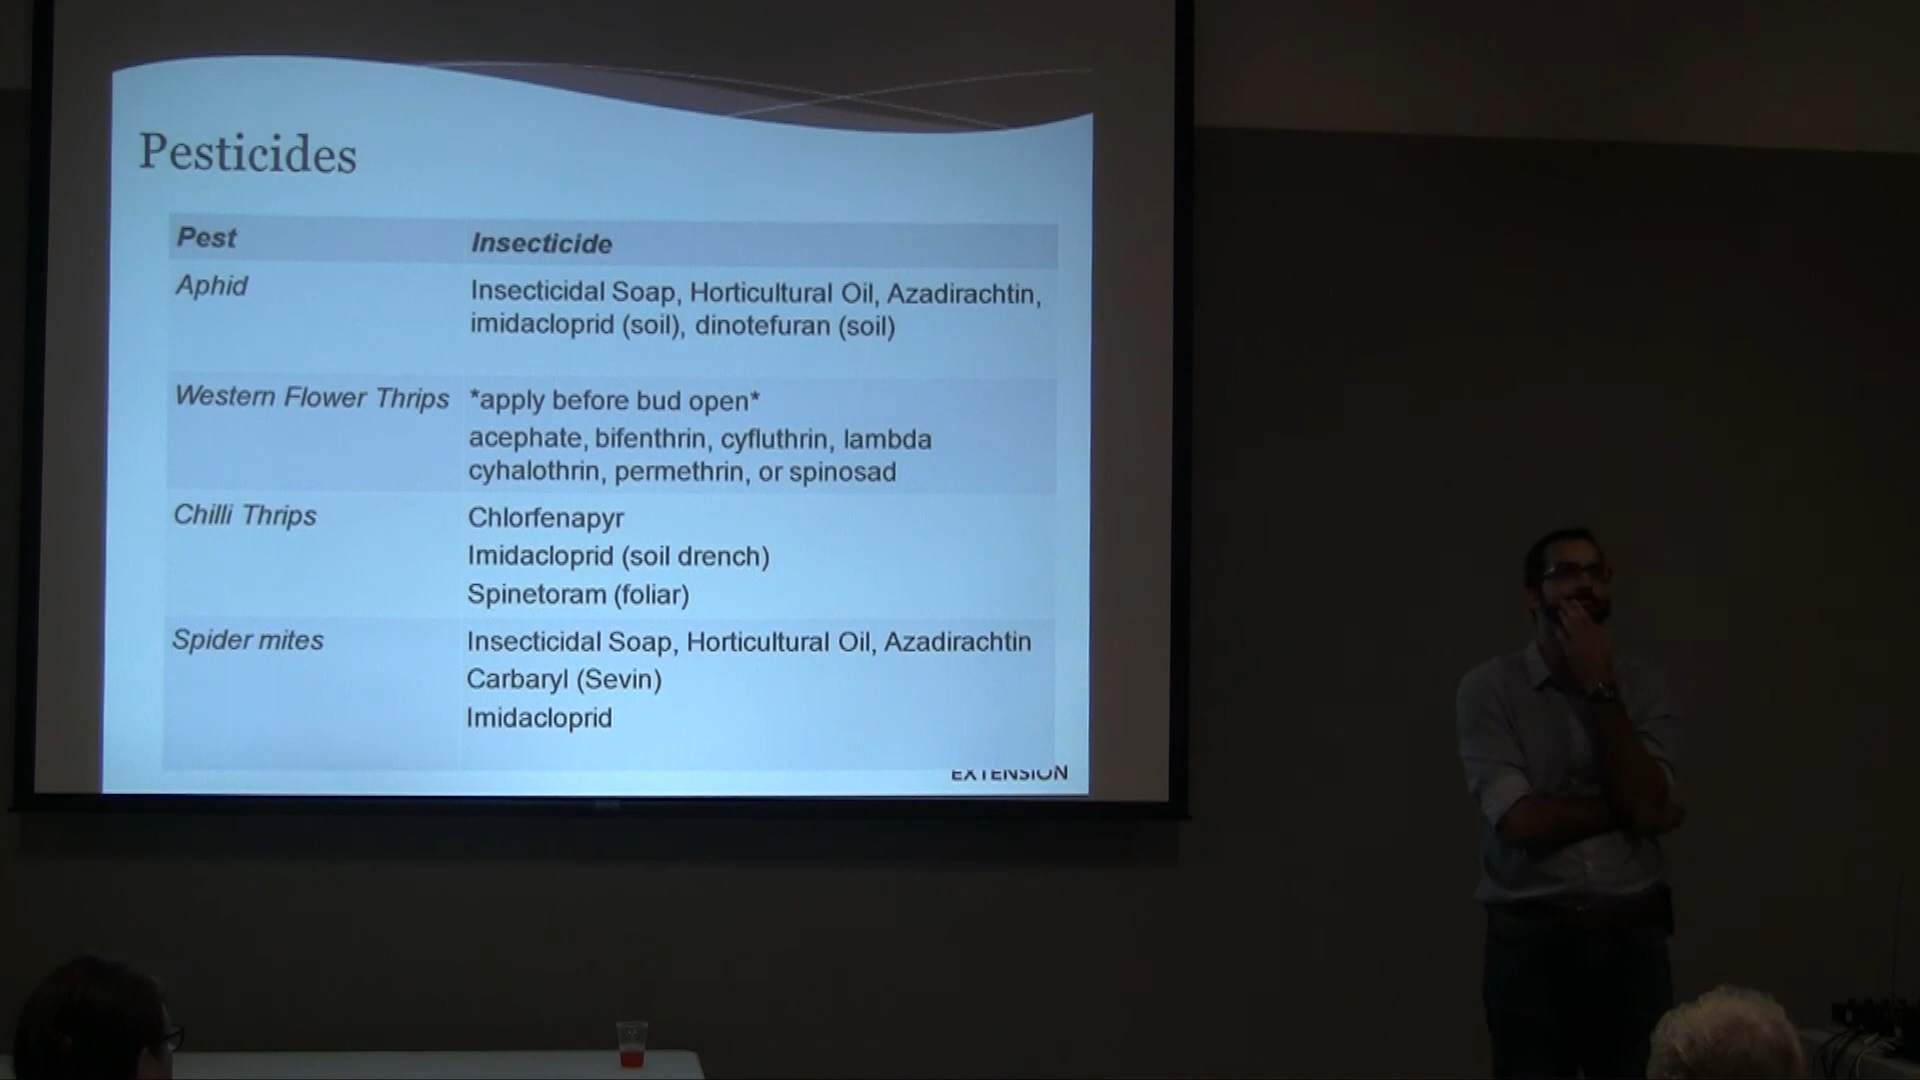 Pesticides
Pest Insecticide
Aphid Insecticidal Soap, Horticultural Oil, Azadirachtin,
imidacloprid (soil), dinotefuran (soil)
Western Flower Thrips *apply before bud open*
acephate, bifenthrin, cyfluthrin, lambda
cyhalothrin, permethrin, or spinosad
Chilli Thrips Chlorfenapyr
Imidacloprid (soil drench)
Spinetoram (foliar)
Spider mites Insecticidal Soap, Horticultural Oil, Azadirachtin
Carbaryl (Sevin)
Imidacloprid
EXTENSION